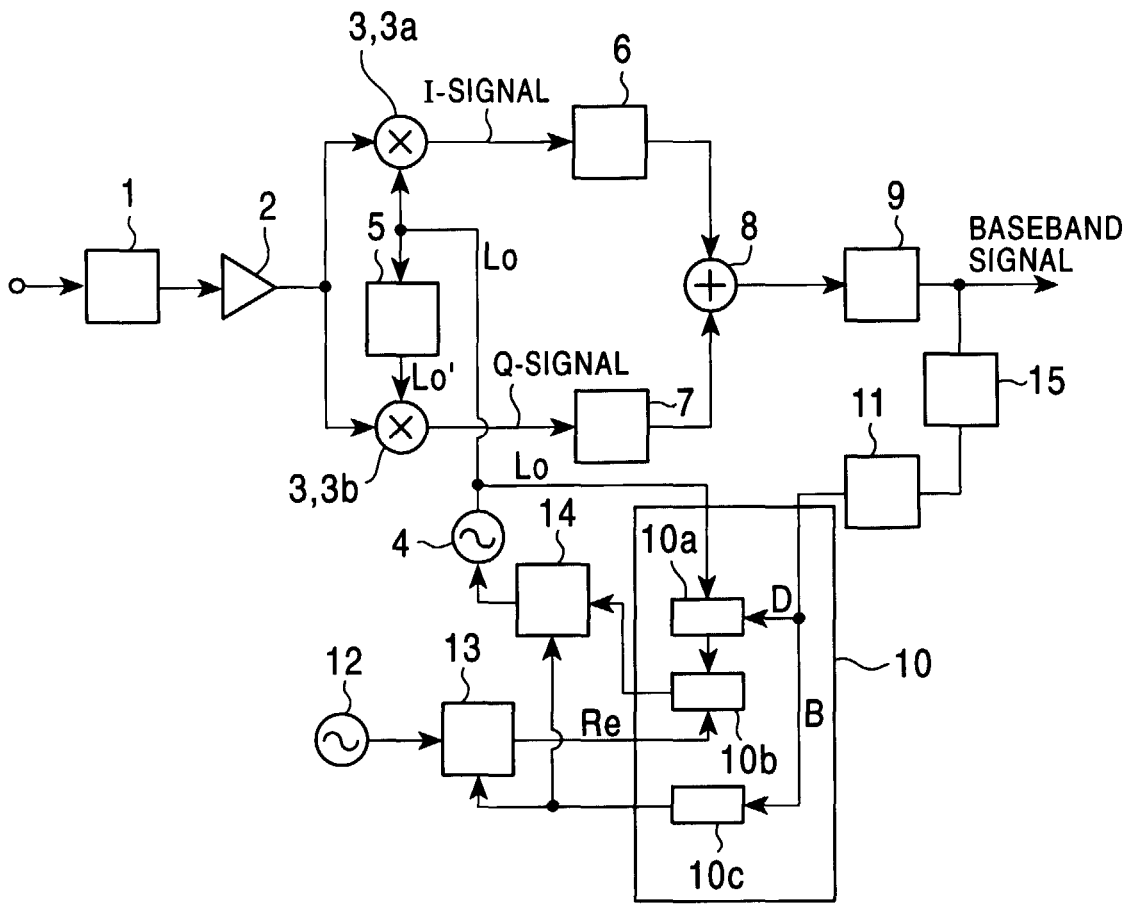 3,3a
6
I-SIGNAL
1
2
5
Lo
8
9
BASEBAND
SIGNAL
Lo'
Q-SIGNAL
7
15
11
3,3b
Lo
4
14
10a
D
10
12
13
Re
B
10b
10c